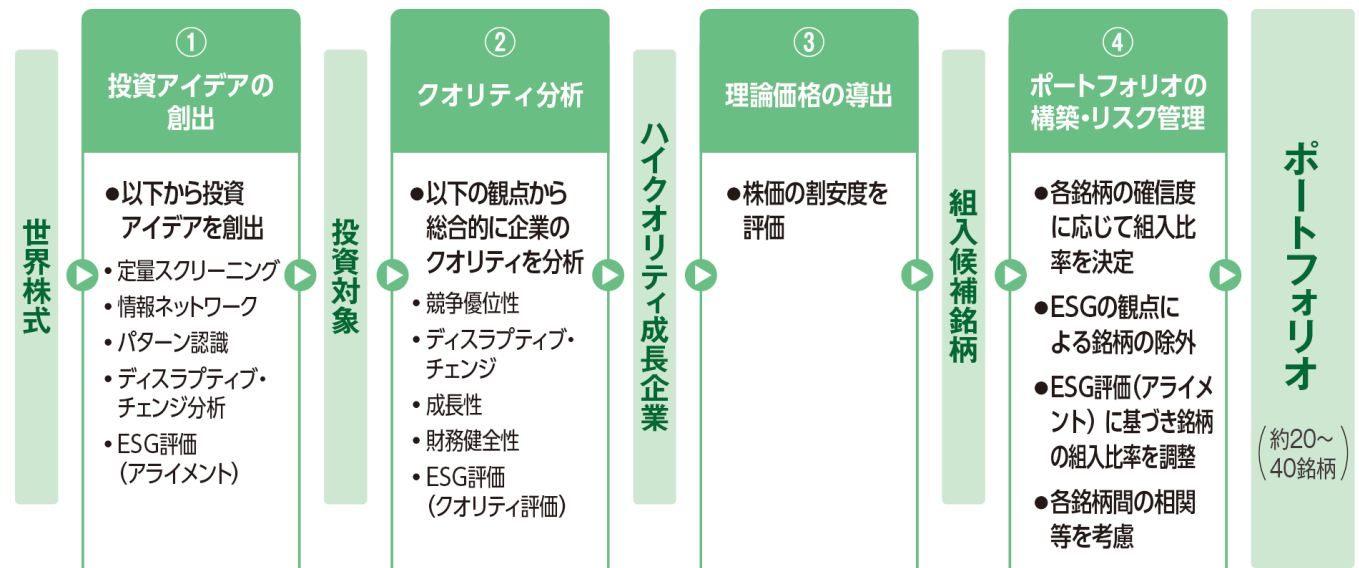 世界株式
①
投資アイデアの
創出
●以下から投資
アイデアを創出
•定量スクリーニング
•情報ネットワーク
•パターン認識
•ディスラプティブ・
チェンジ分析
•ESG評価
（アライメント）
投資対象
②
クオリティ分析
●以下の観点から
総合的に企業の
クオリティを分析
•競争優位性
•ディスラプティブ・
チェンジ
•成長性
•財務健全性
•ESG評価
（クオリティ評価）
ハイクオリティ成長企業
③
理論価格の導出
●株価の割安度を
評価
組入候補銘柄
④
ポートフォリオの
構築・リスク管理
●各銘柄の確信度
に応じて組入比
率を決定
●ESGの観点に
よる銘柄の除外
●ESG評価（アライメ
ント）に基づき銘柄
の組入比率を調整
●各銘柄間の相関
等を考慮
ポートフォリオ
（約20～
40銘柄）